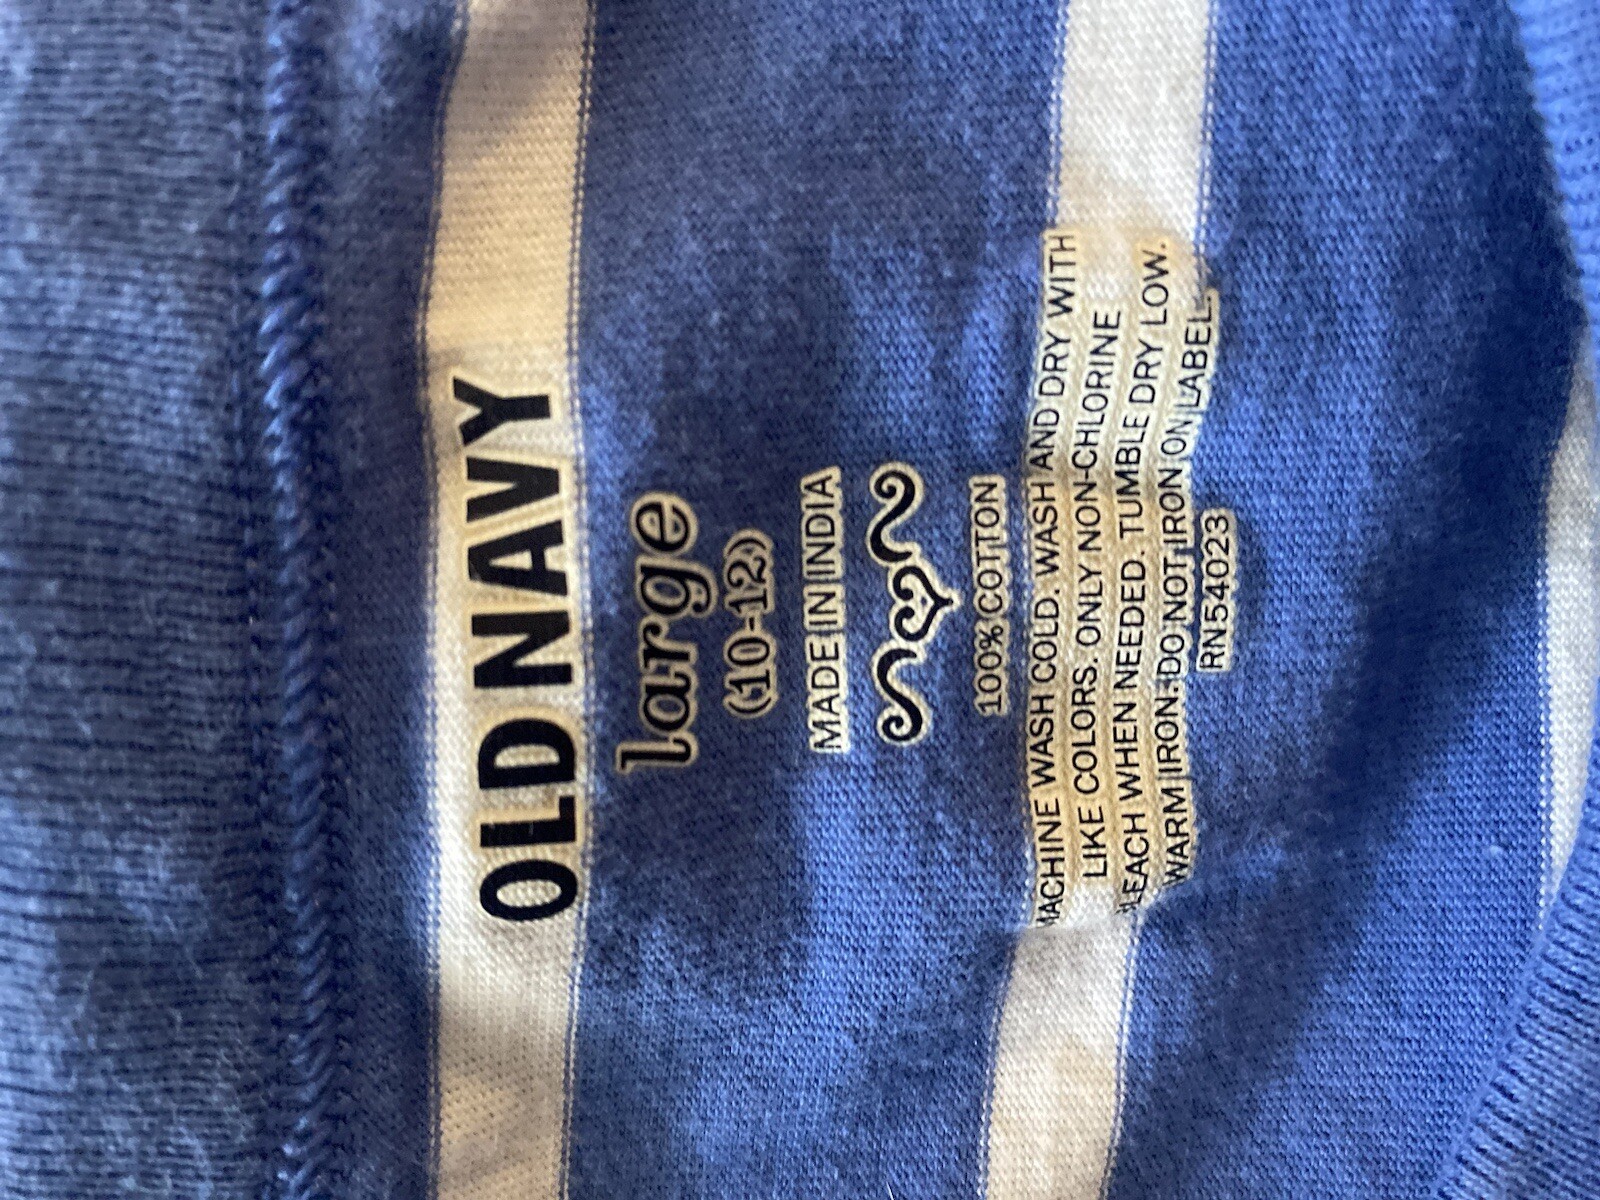 OLD NAVY
large
(10-12)
MADE IN INDIA
100% COTTON
MACHINE WASH COLD. WASH AND DRY WITH
LIKE COLORS. ONLY NON-CHLORINE
BLEACH WHEN NEEDED. TUMBLE DRY LOW.
WARM IRON. DO NOT IRON ON LABEL.
RN54023